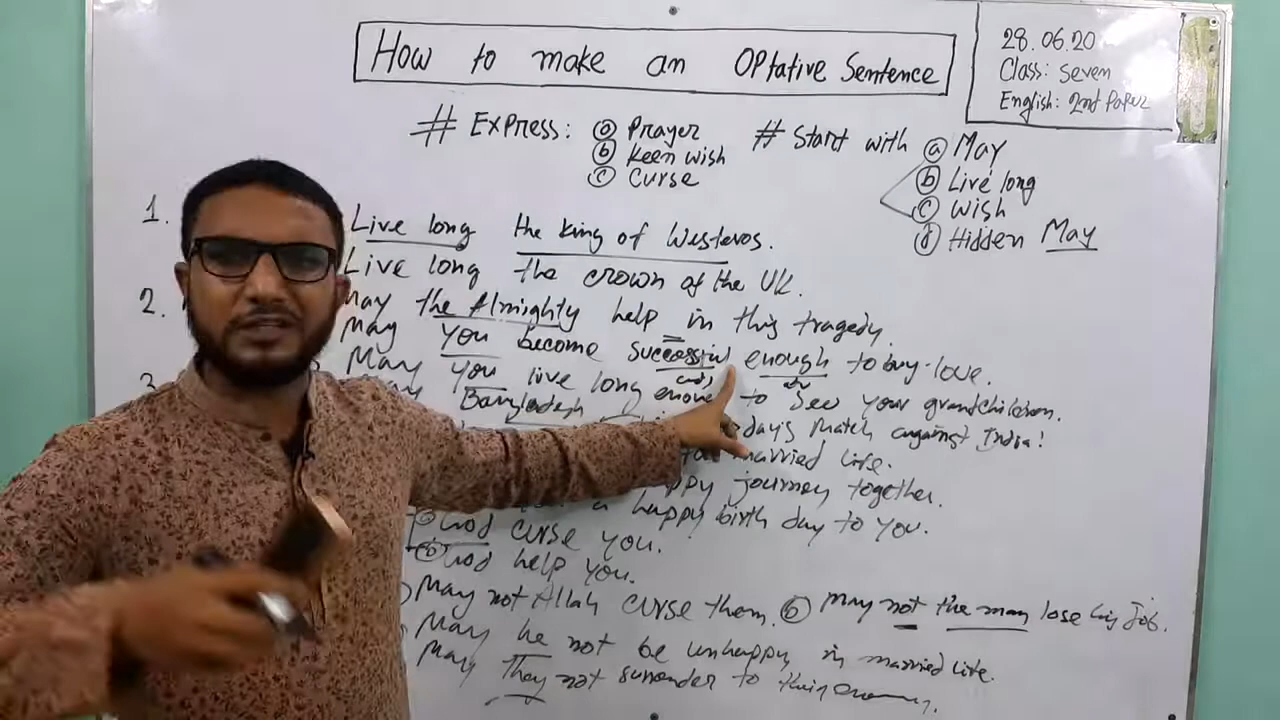 How to make an Optative Sentence
28.06.20
Class: Seven
English: 2nd Paper
# Express: ⓐ Prayer
ⓑ Keen wish
ⓒ Curse
# Start with ⓐ May
ⓑ Live long
ⓒ Wish
ⓓ Hidden May
1. Live long the King of Westeros.
Live long the crown of the UK.
2. May the Almighty help in this tragedy.
May you become successful enough to buy love.
adj adv
3. May you live long to see your grandchildren.
Bangladesh day's match against India!
married life.
journey together.
a happy birth day to you.
ⓐ God curse you.
ⓑ God help you.
May not Allah curse them. ⓑ May not the man lose his job.
May he not be unhappy in married life.
May they not surrender to their enemy.